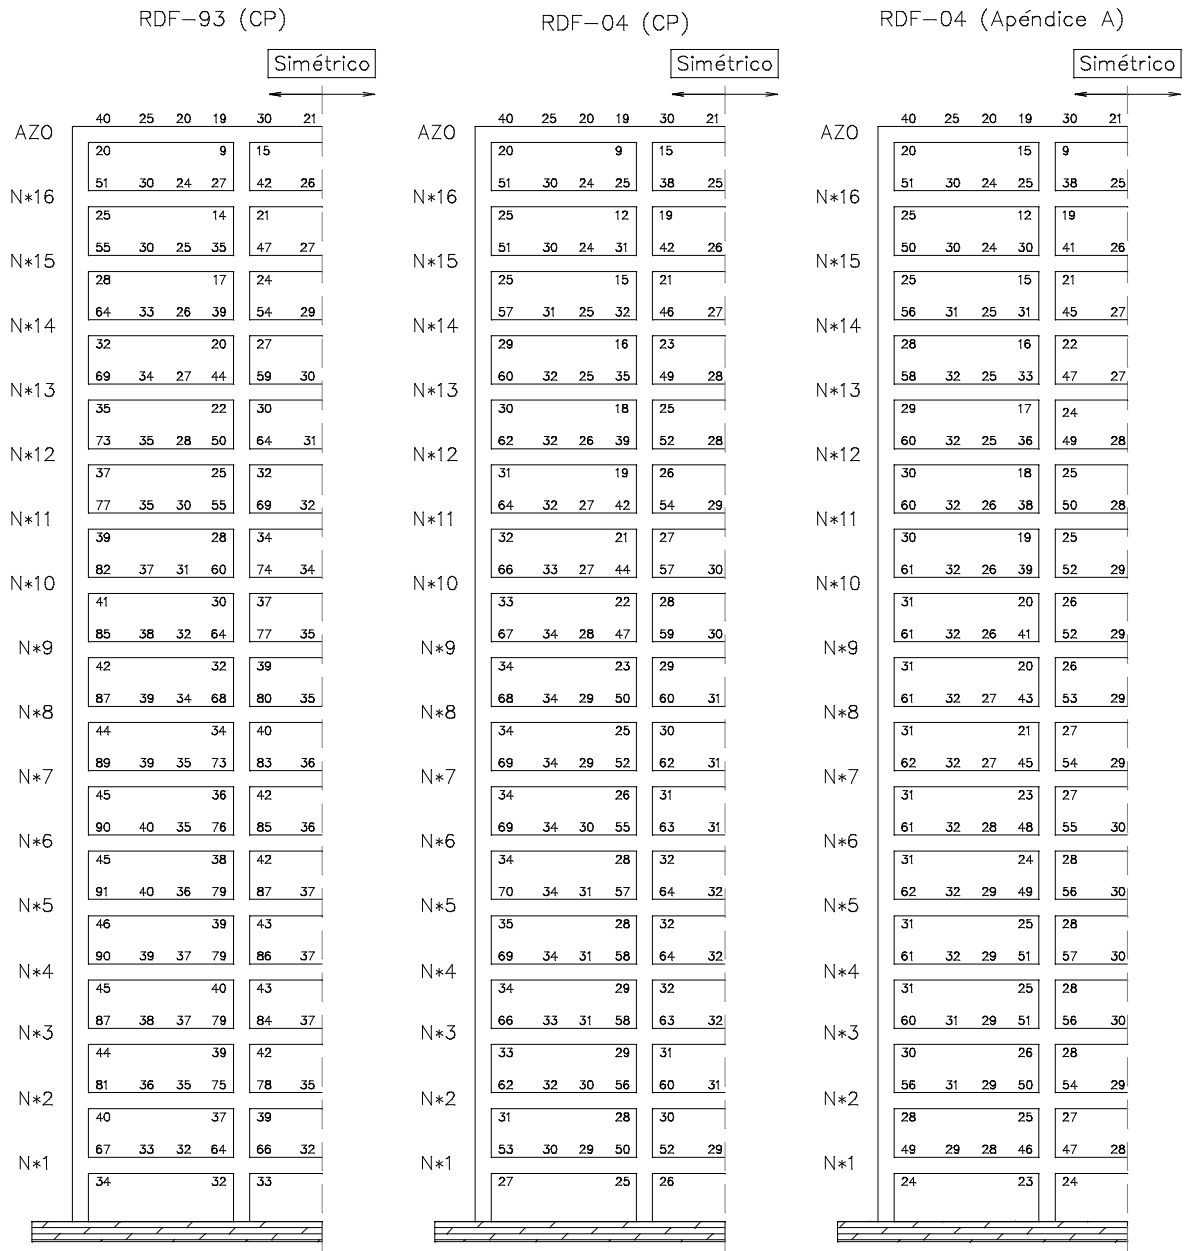 RDF-93 (CP) RDF-04 (CP) RDF-04 (Apéndice A)
Simétrico Simétrico Simétrico
40 25 20 19 30 21 40 25 20 19 30 21 40 25 20 19 30 21
AZO AZO AZO
20 9 15 20 9 15 20 15 9
51 30 24 27 42 26 51 30 24 25 38 25 51 30 24 25 38 25
N*16 N*16 N*16
25 14 21 25 12 19 25 12 19
55 30 25 35 47 27 51 30 24 31 42 26 50 30 24 30 41 26
N*15 N*15 N*15
28 17 24 25 15 21 25 15 21
64 33 26 39 54 29 57 31 25 32 46 27 56 31 25 31 45 27
N*14 N*14 N*14
32 20 27 29 16 23 28 16 22
69 34 27 44 59 30 60 32 25 35 49 28 58 32 25 33 47 27
N*13 N*13 N*13
35 22 30 30 18 25 29 17 24
73 35 28 50 64 31 62 32 26 39 52 28 60 32 25 36 49 28
N*12 N*12 N*12
37 25 32 31 19 26 30 18 25
77 35 30 55 69 32 64 32 27 42 54 29 60 32 26 38 50 28
N*11 N*11 N*11
39 28 34 32 21 27 30 19 25
82 37 31 60 74 34 66 33 27 44 57 30 61 32 26 39 52 29
N*10 N*10 N*10
41 30 37 33 22 28 31 20 26
85 38 32 64 77 35 67 34 28 47 59 30 61 32 26 41 52 29
N*9 N*9 N*9
42 32 39 34 23 29 31 20 26
87 39 34 68 80 35 68 34 29 50 60 31 61 32 27 43 53 29
N*8 N*8 N*8
44 34 40 34 25 30 31 21 27
89 39 35 73 83 36 69 34 29 52 62 31 62 32 27 45 54 29
N*7 N*7 N*7
45 36 42 34 26 31 31 23 27
90 40 35 76 85 36 69 34 30 55 63 31 61 32 28 48 55 30
N*6 N*6 N*6
45 38 42 34 28 32 31 24 28
91 40 36 79 87 37 70 34 31 57 64 32 62 32 29 49 56 30
N*5 N*5 N*5
46 39 43 35 28 32 31 25 28
90 39 37 79 86 37 69 34 31 58 64 32 61 32 29 51 57 30
N*4 N*4 N*4
45 40 43 34 29 32 31 25 28
87 38 37 79 84 37 66 33 31 58 63 32 60 31 29 51 56 30
N*3 N*3 N*3
44 39 42 33 29 31 30 26 28
81 36 35 75 78 35 62 32 30 56 60 31 56 31 29 50 54 29
N*2 N*2 N*2
40 37 39 31 28 30 28 25 27
67 33 32 64 66 32 53 30 29 50 52 29 49 29 28 46 47 28
N*1 N*1 N*1
34 32 33 27 25 26 24 23 24